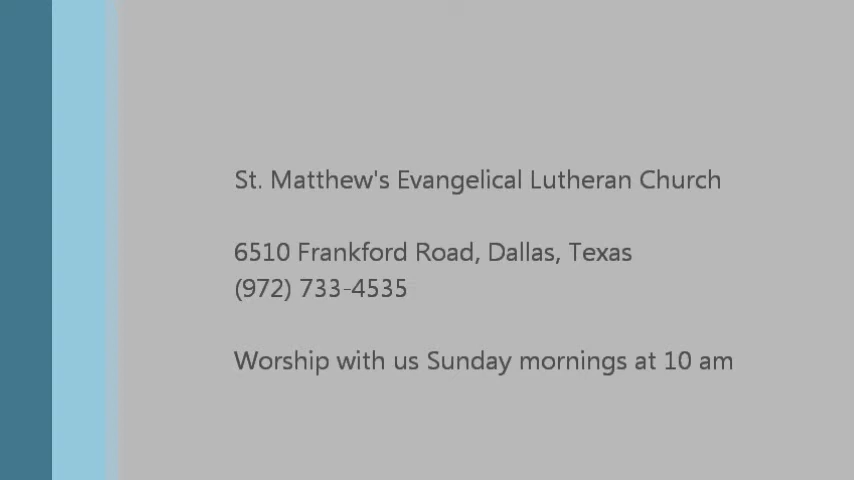 St. Matthew's Evangelical Lutheran Church
6510 Frankford Road, Dallas, Texas
(972) 733-4535
Worship with us Sunday mornings at 10 am